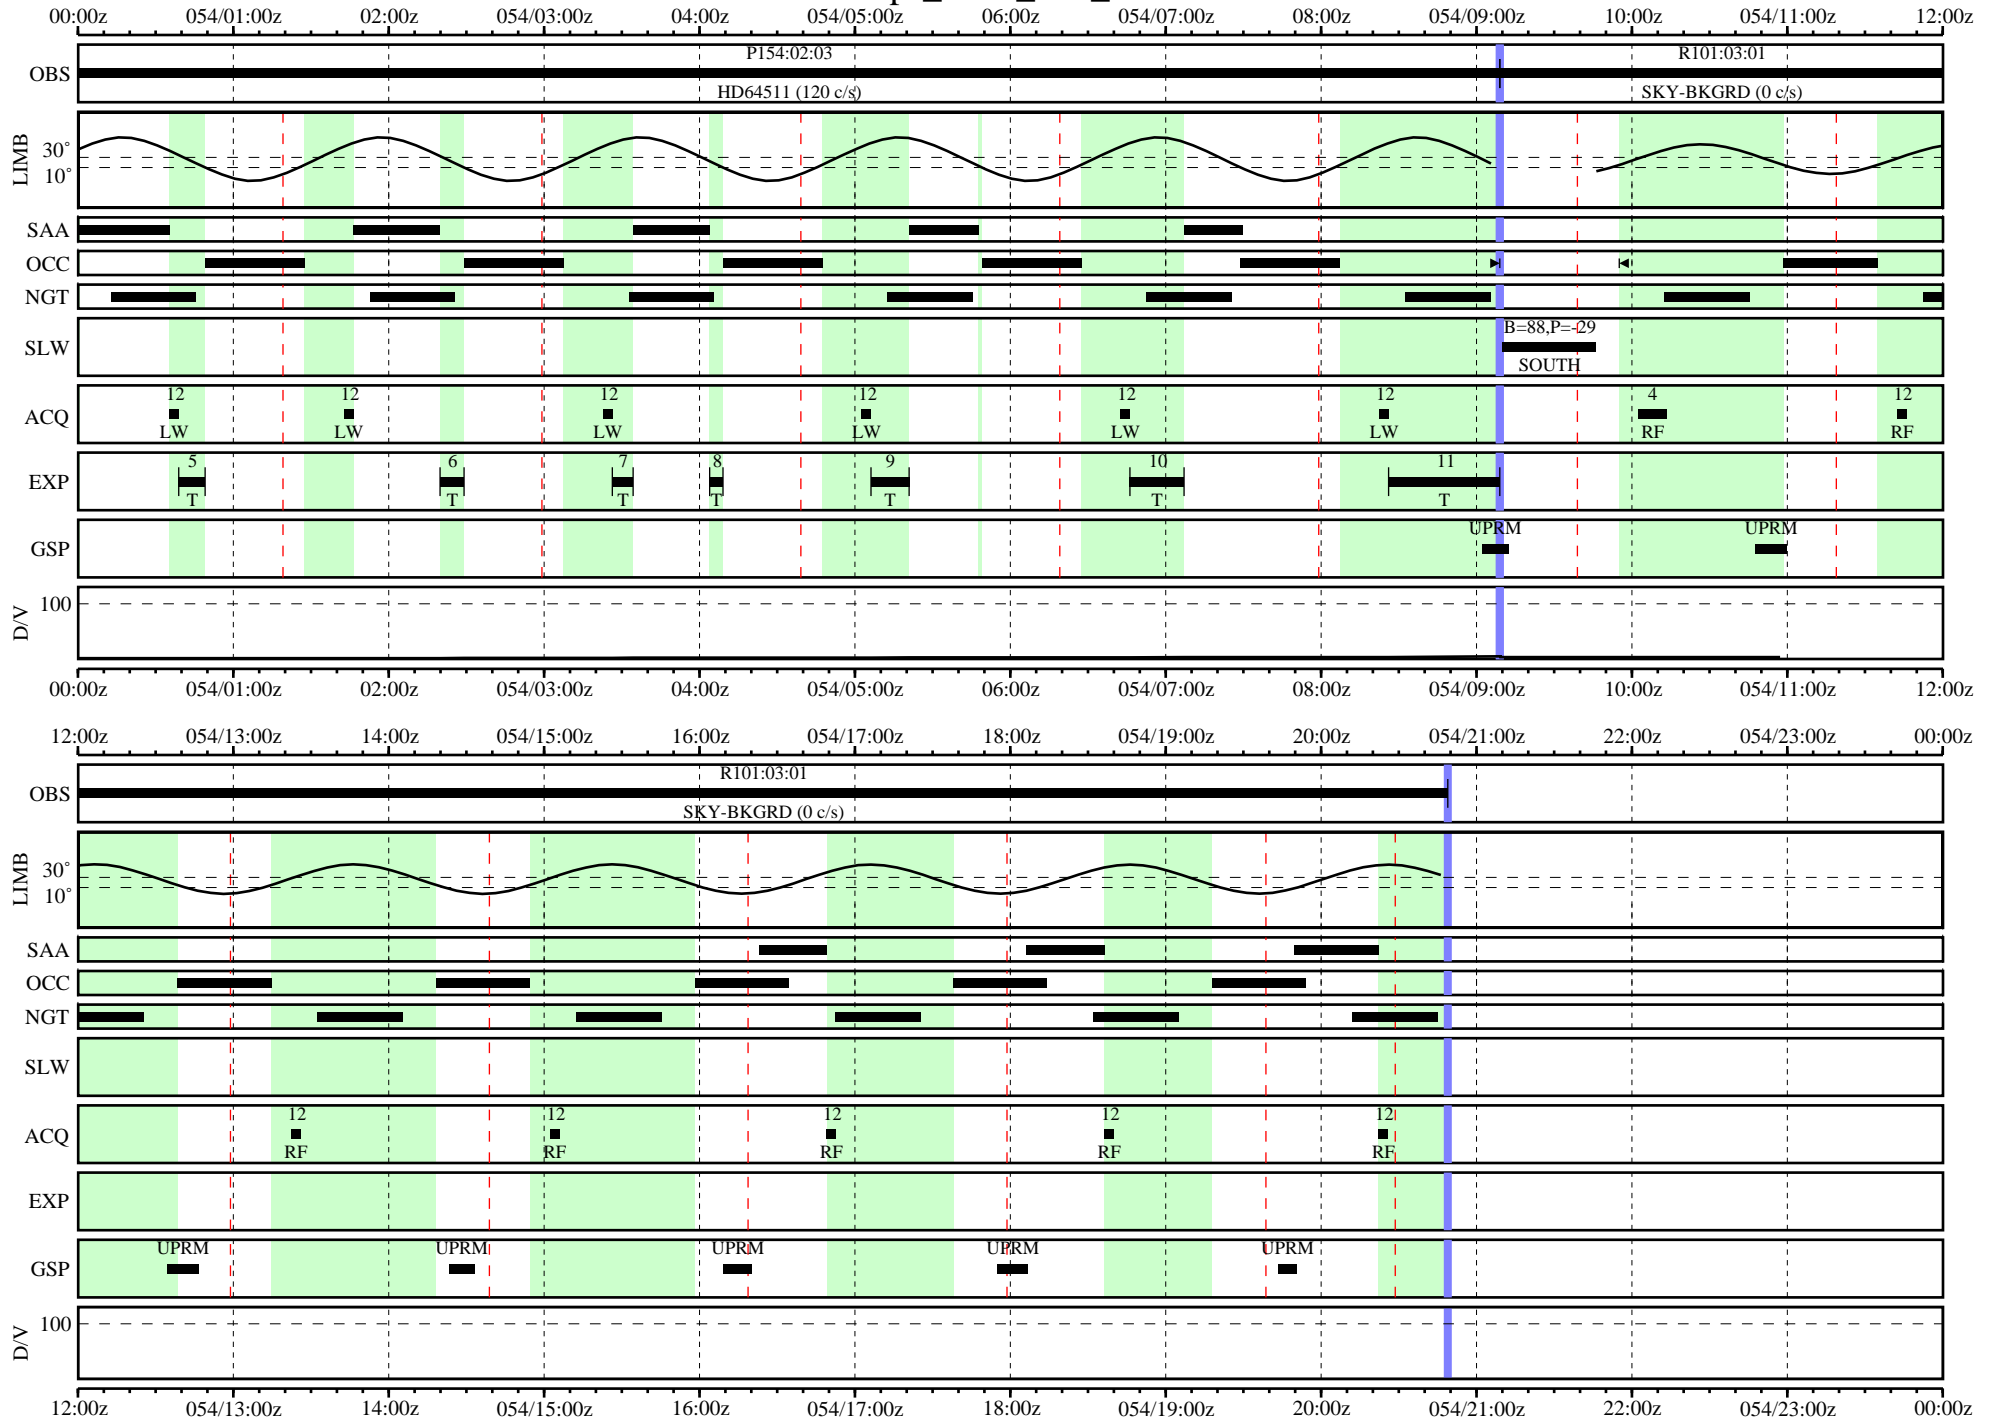 00:00z 054/01:00z 02:00z 054/03:00z 04:00z 054/05:00z 06:00z 054/07:00z 08:00z 054/09:00z 10:00z 054/11:00z 12:00z
P154:02:03 R101:03:01
OBS
HD64511 (120 c/s) SKY-BKGRD (0 c/s)
LIMB
30°
10°
SAA
OCC
NGT
B=88,P=-29
SLW
SOUTH
12 12 12 12 12 12 4 12
ACQ
LW LW LW LW LW LW RF RF
5 6 7 8 9 10 11
EXP
T T T T T T T
UPRM UPRM
GSP
D/V
100
00:00z 054/01:00z 02:00z 054/03:00z 04:00z 054/05:00z 06:00z 054/07:00z 08:00z 054/09:00z 10:00z 054/11:00z 12:00z
12:00z 054/13:00z 14:00z 054/15:00z 16:00z 054/17:00z 18:00z 054/19:00z 20:00z 054/21:00z 22:00z 054/23:00z 00:00z
R101:03:01
OBS
SKY-BKGRD (0 c/s)
LIMB
30°
10°
SAA
OCC
NGT
SLW
12 12 12 12 12
ACQ
RF RF RF RF RF
EXP
UPRM UPRM UPRM UPRM UPRM
GSP
D/V
100
12:00z 054/13:00z 14:00z 054/15:00z 16:00z 054/17:00z 18:00z 054/19:00z 20:00z 054/21:00z 22:00z 054/23:00z 00:00z